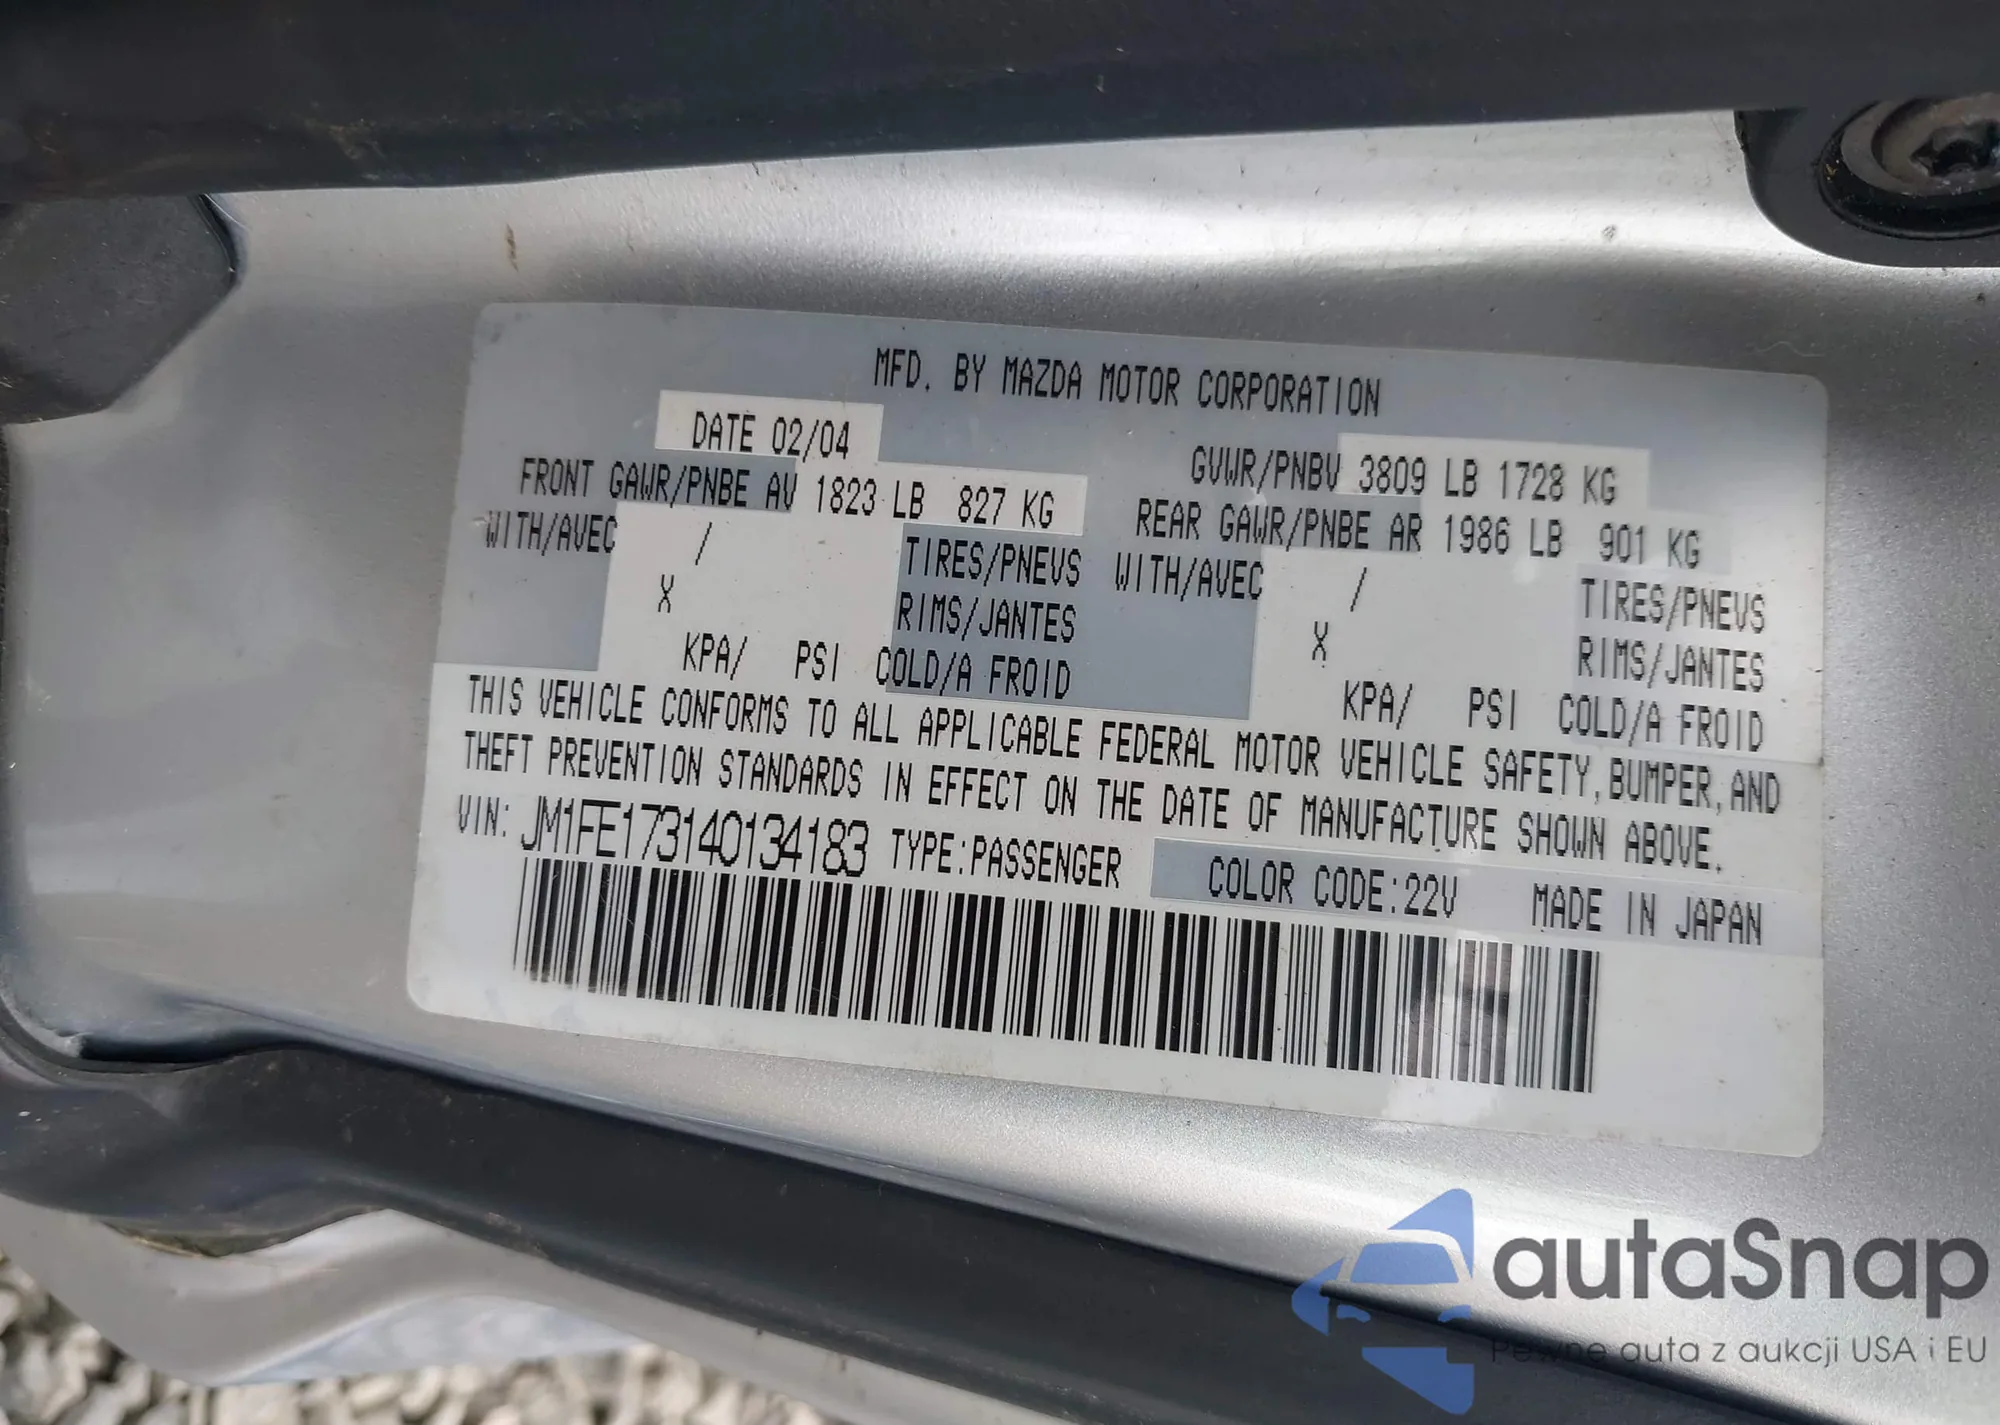 MFD. BY MAZDA MOTOR CORPORATION
DATE 02/04
GVWR/PNBV 3809 LB 1728 KG
FRONT GAWR/PNBE AV 1823 LB 827 KG
REAR GAWR/PNBE AR 1986 LB 901 KG
WITH/AVEC / TIRES/PNEVS WITH/AVEC / TIRES/PNEVS
X RIMS/JANTES X RIMS/JANTES
KPA/ PSI COLD/A FROID KPA/ PSI COLD/A FROID
THIS VEHICLE CONFORMS TO ALL APPLICABLE FEDERAL MOTOR VEHICLE SAFETY, BUMPER, AND
THEFT PREVENTION STANDARDS IN EFFECT ON THE DATE OF MANUFACTURE SHOWN ABOVE.
VIN: JM1FE173140134183 TYPE:PASSENGER COLOR CODE:22V MADE IN JAPAN
autaSnap
Pewne auta z aukcji USA i EU